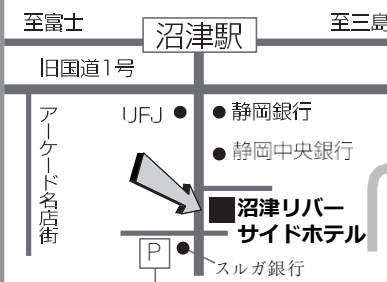 至富士
沼津駅
至三島
旧国道1号
アーケード名店街
UFJ
静岡銀行
静岡中央銀行
沼津リバー
サイドホテル
P
スルガ銀行